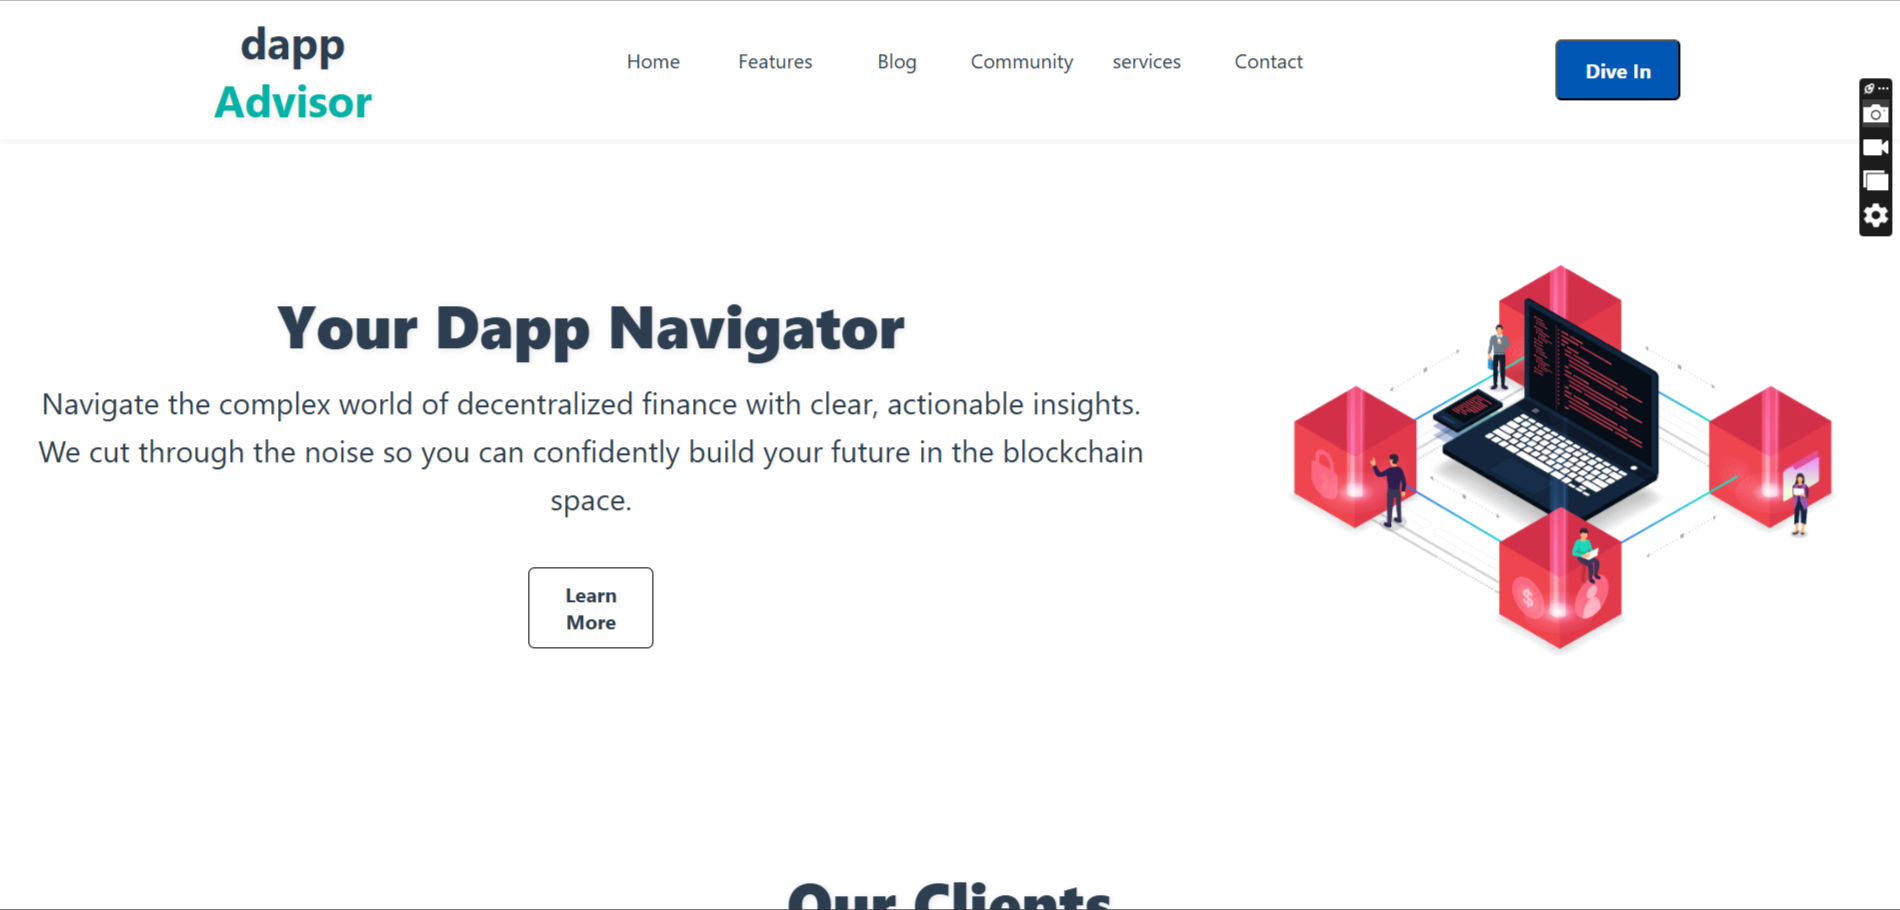 dapp
Advisor
Home
Features
Blog
Community
services
Contact
Dive In
Your Dapp Navigator
Navigate the complex world of decentralized finance with clear, actionable insights.
We cut through the noise so you can confidently build your future in the blockchain
space.
Learn
More
$
Our Clients